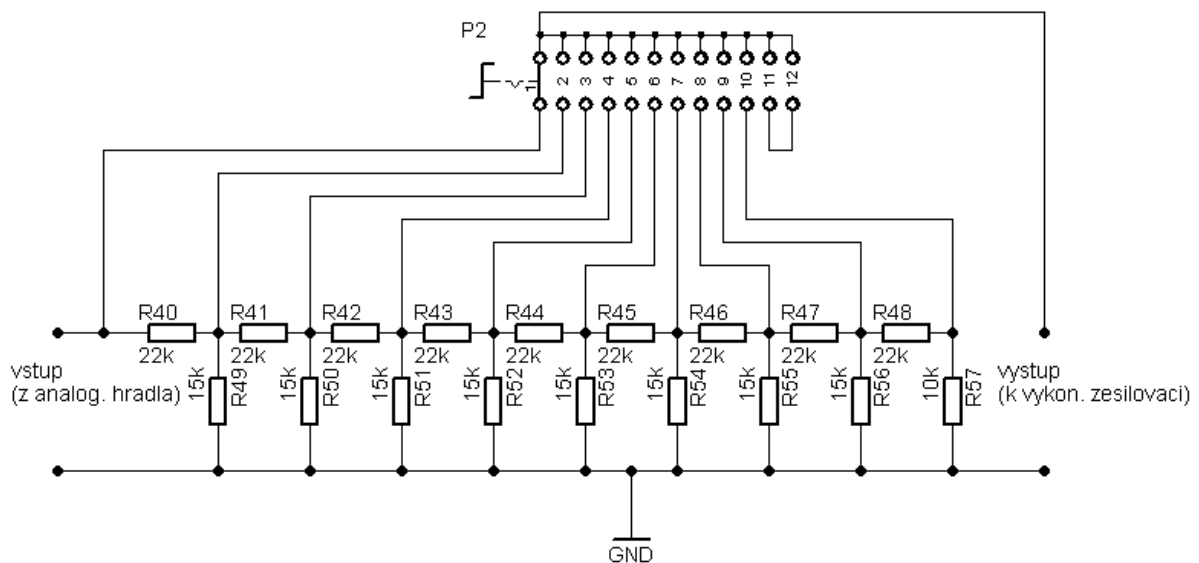 P2
1 2 3 4 5 6 7 8 9 10 11 12
R40 R41 R42 R43 R44 R45 R46 R47 R48
22k 22k 22k 22k 22k 22k 22k 22k 22k
vstup
(z analog. hradla)
15k R49 15k R50 15k R51 15k R52 15k R53 15k R54 15k R55 15k R56 10k R57
vystup
(k vykon. zesilovaci)
GND